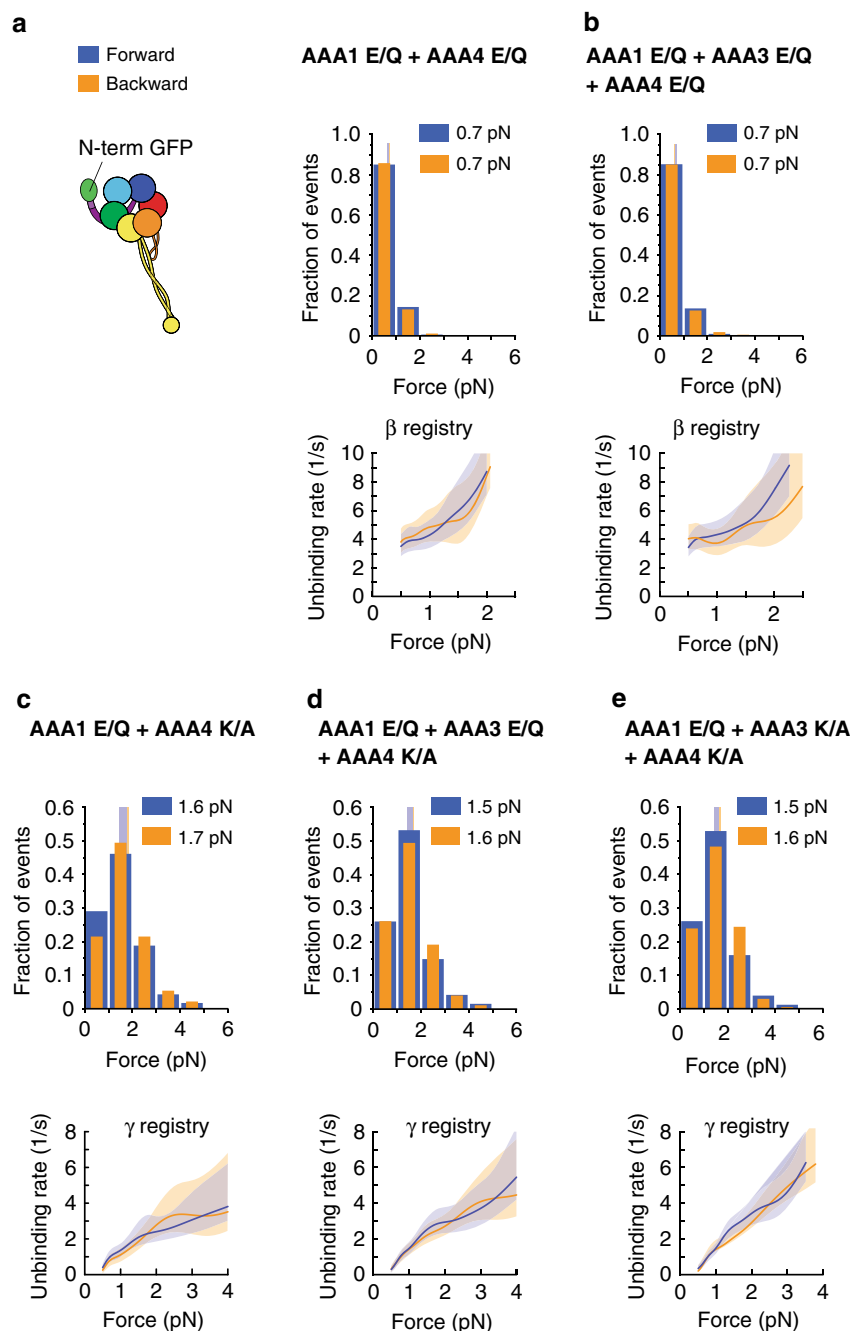 a
Forward
Backward
N-term GFP
AAA1 E/Q + AAA4 E/Q
0.7 pN
0.7 pN
Fraction of events
1.0
0.8
0.6
0.4
0.2
0
0 2 4 6
Force (pN)
β registry
Unbinding rate (1/s)
10
8
6
4
2
0
0 1 2
Force (pN)
b
AAA1 E/Q + AAA3 E/Q
+ AAA4 E/Q
0.7 pN
0.7 pN
Fraction of events
1.0
0.8
0.6
0.4
0.2
0
0 2 4 6
Force (pN)
β registry
Unbinding rate (1/s)
10
8
6
4
2
0
0 1 2
Force (pN)
c
AAA1 E/Q + AAA4 K/A
1.6 pN
1.7 pN
Fraction of events
0.6
0.5
0.4
0.3
0.2
0.1
0
0 2 4 6
Force (pN)
γ registry
Unbinding rate (1/s)
8
6
4
2
0
0 1 2 3 4
Force (pN)
d
AAA1 E/Q + AAA3 E/Q
+ AAA4 K/A
1.5 pN
1.6 pN
Fraction of events
0.6
0.5
0.4
0.3
0.2
0.1
0
0 2 4 6
Force (pN)
γ registry
Unbinding rate (1/s)
8
6
4
2
0
0 1 2 3 4
Force (pN)
e
AAA1 E/Q + AAA3 K/A
+ AAA4 K/A
1.5 pN
1.6 pN
Fraction of events
0.6
0.5
0.4
0.3
0.2
0.1
0
0 2 4 6
Force (pN)
γ registry
Unbinding rate (1/s)
8
6
4
2
0
0 1 2 3 4
Force (pN)